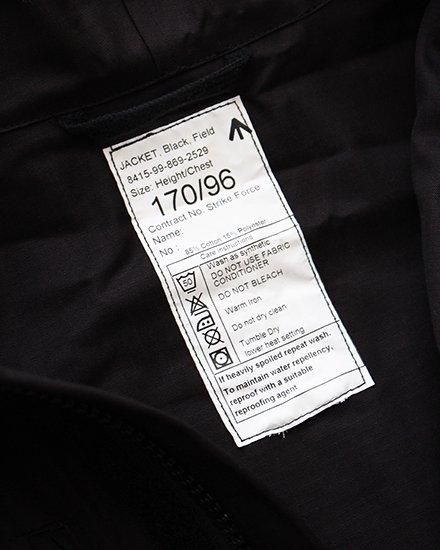 JACKET, Black, Field
8415-99-869-2529
Size: Height/Chest
170/96
Contract No. Strike Force
Name:
No :
85% Cotton 15% Polyester
Care instructions
50
Wash as synthetic
DO NOT USE FABRIC
CONDITIONER
DO NOT BLEACH
Warm Iron
Do not dry clean
Tumble Dry
lower heat setting
If heavily spoiled repeat wash.
To maintain water repellency,
reproof with a suitable
reproofing agent